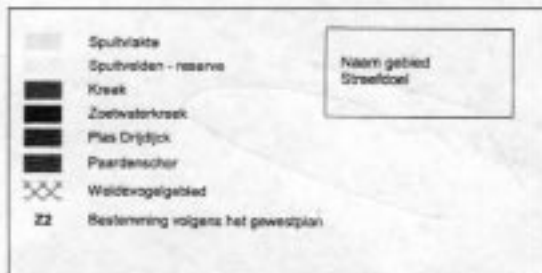 Spuitvlakte
Spuitvelden - reserve
Kreek
Zoetwaterkreek
Plas Drijdijck
Paardenschor
Weidevogelgebied
Z2 Bestemming volgens het gewestplan
Naam gebied
Streefdoel